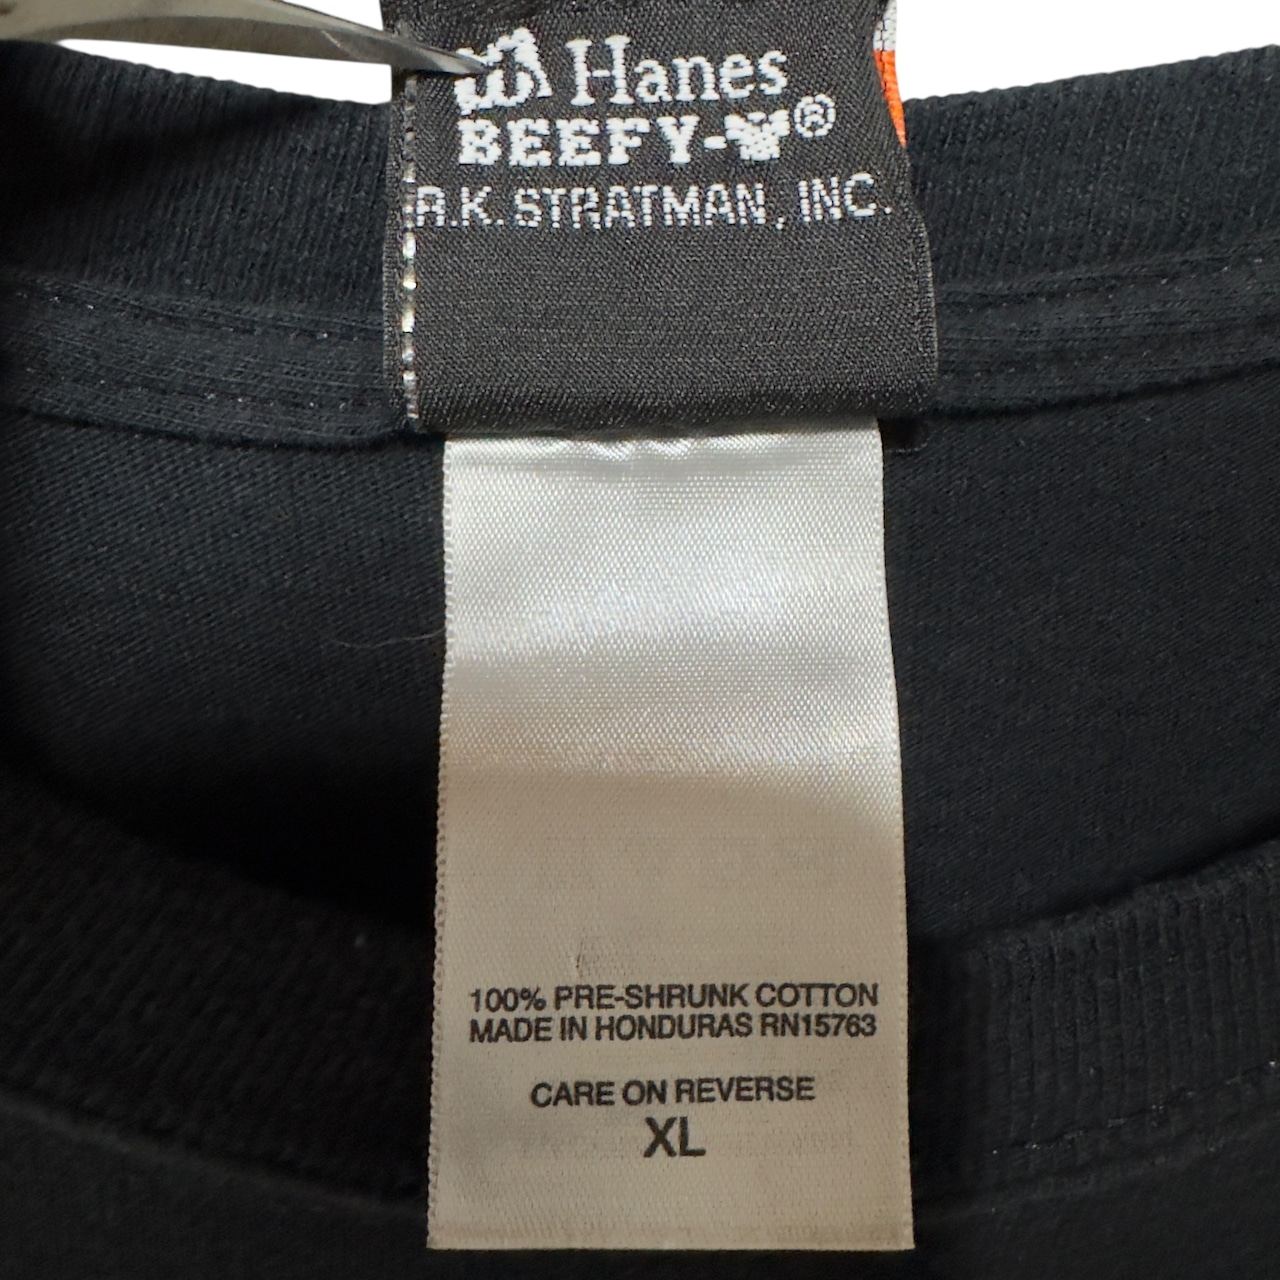 Hanes
BEEFY-®
R.K. STRATMAN, INC.
100% PRE-SHRUNK COTTON
MADE IN HONDURAS RN15763
CARE ON REVERSE
XL